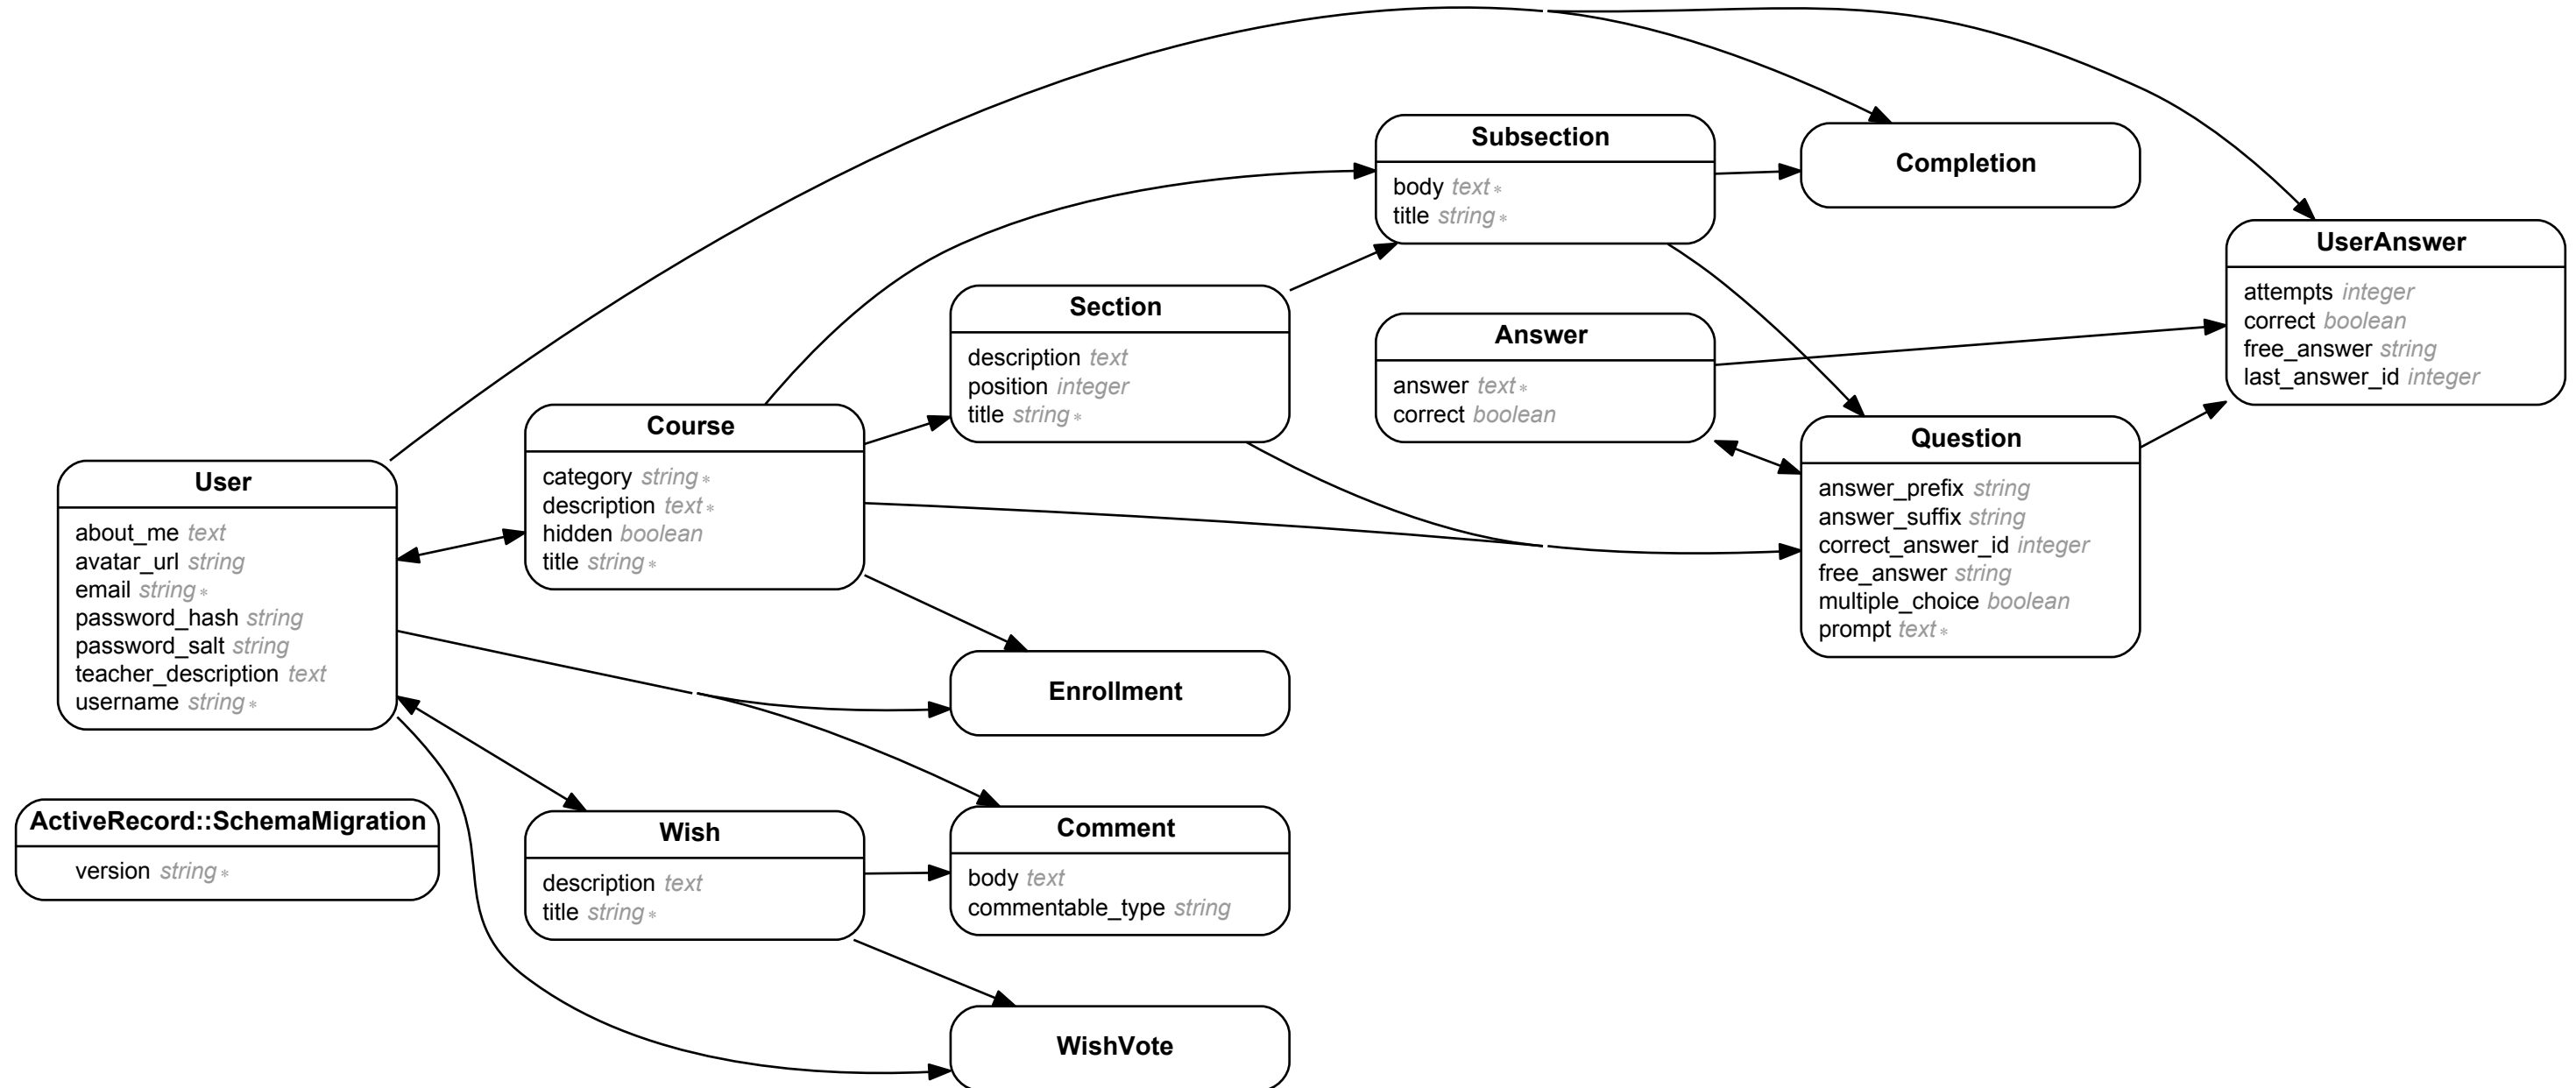 Subsection
body text*
title string*
Completion
UserAnswer
attempts integer
correct boolean
free_answer string
last_answer_id integer
Section
description text
position integer
title string*
Answer
answer text*
correct boolean
Course
category string*
description text*
hidden boolean
title string*
Question
answer_prefix string
answer_suffix string
correct_answer_id integer
free_answer string
multiple_choice boolean
prompt text*
User
about_me text
avatar_url string
email string*
password_hash string
password_salt string
teacher_description text
username string*
Enrollment
ActiveRecord::SchemaMigration
version string*
Wish
description text
title string*
Comment
body text
commentable_type string
WishVote